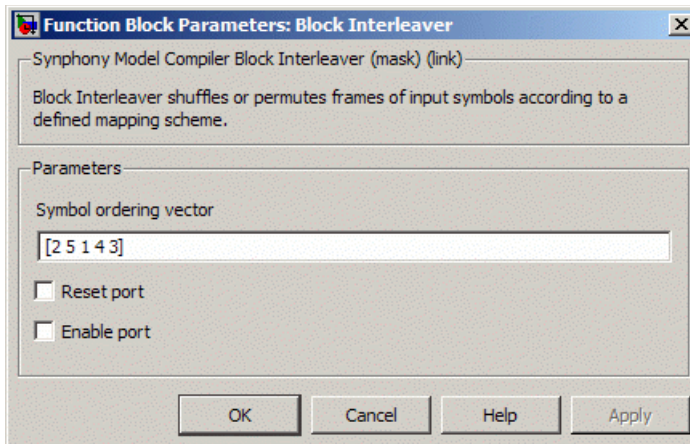 Function Block Parameters: Block Interleaver
Synphony Model Compiler Block Interleaver (mask) (link)
Block Interleaver shuffles or permutes frames of input symbols according to a
defined mapping scheme.
Parameters
Symbol ordering vector
[2 5 1 4 3]
Reset port
Enable port
OK Cancel Help Apply